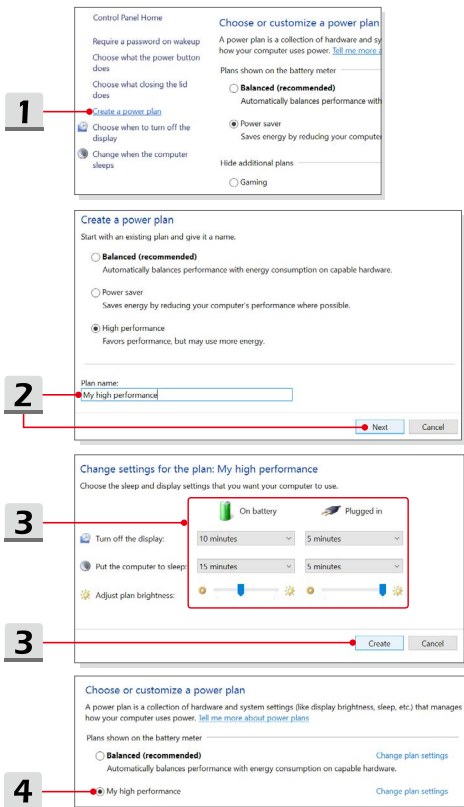 Control Panel Home
Require a password on wakeup
Choose what the power button
does
Choose what closing the lid
does
1
Create a power plan
Choose when to turn off the
display
Change when the computer
sleeps
Choose or customize a power plan
A power plan is a collection of hardware and sy
how your computer uses power. Tell me more a
Plans shown on the battery meter
Balanced (recommended)
Automatically balances performance with
Power saver
Saves energy by reducing your compute
Hide additional plans
Gaming
Create a power plan
Start with an existing plan and give it a name.
Balanced (recommended)
Automatically balances performance with energy consumption on capable hardware.
Power saver
Saves energy by reducing your computer's performance where possible.
High performance
Favors performance, but may use more energy.
Plan name:
2
My high performance
Next Cancel
Change settings for the plan: My high performance
Choose the sleep and display settings that you want your computer to use.
3
On battery Plugged in
Turn off the display: 10 minutes 5 minutes
Put the computer to sleep: 15 minutes 5 minutes
Adjust plan brightness:
3
Create Cancel
Choose or customize a power plan
A power plan is a collection of hardware and system settings (like display brightness, sleep, etc.) that manages
how your computer uses power. Tell me more about power plans
Plans shown on the battery meter
Balanced (recommended) Change plan settings
Automatically balances performance with energy consumption on capable hardware.
4
My high performance Change plan settings